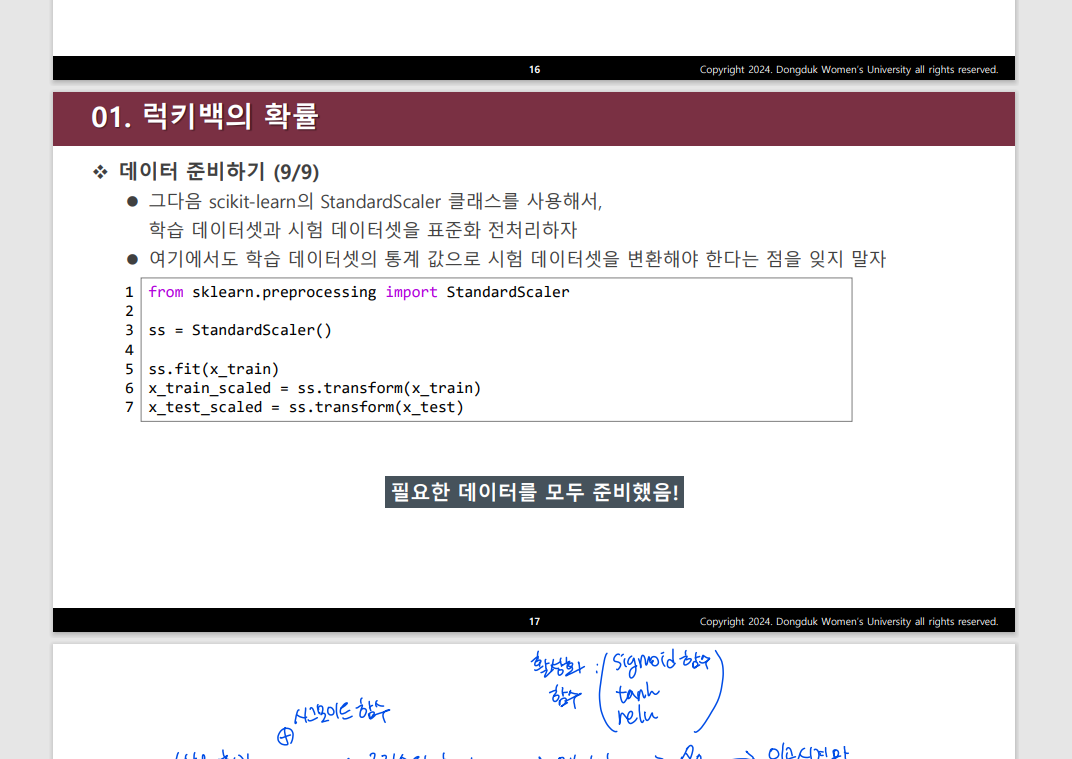 16
Copyright 2024. Dongduk Women's University all rights reserved.
01. 럭키백의 확률
❖ 데이터 준비하기 (9/9)
● 그다음 scikit-learn의 StandardScaler 클래스를 사용해서,
학습 데이터셋과 시험 데이터셋을 표준화 전처리하자
● 여기에서도 학습 데이터셋의 통계 값으로 시험 데이터셋을 변환해야 한다는 점을 잊지 말자
1 from sklearn.preprocessing import StandardScaler
2
3 ss = StandardScaler()
4
5 ss.fit(x_train)
6 x_train_scaled = ss.transform(x_train)
7 x_test_scaled = ss.transform(x_test)
필요한 데이터를 모두 준비했음!
17
Copyright 2024. Dongduk Women's University all rights reserved.
활성화 : sigmoid 함수
함수 tanh
relu
시그모이드 함수
⊕